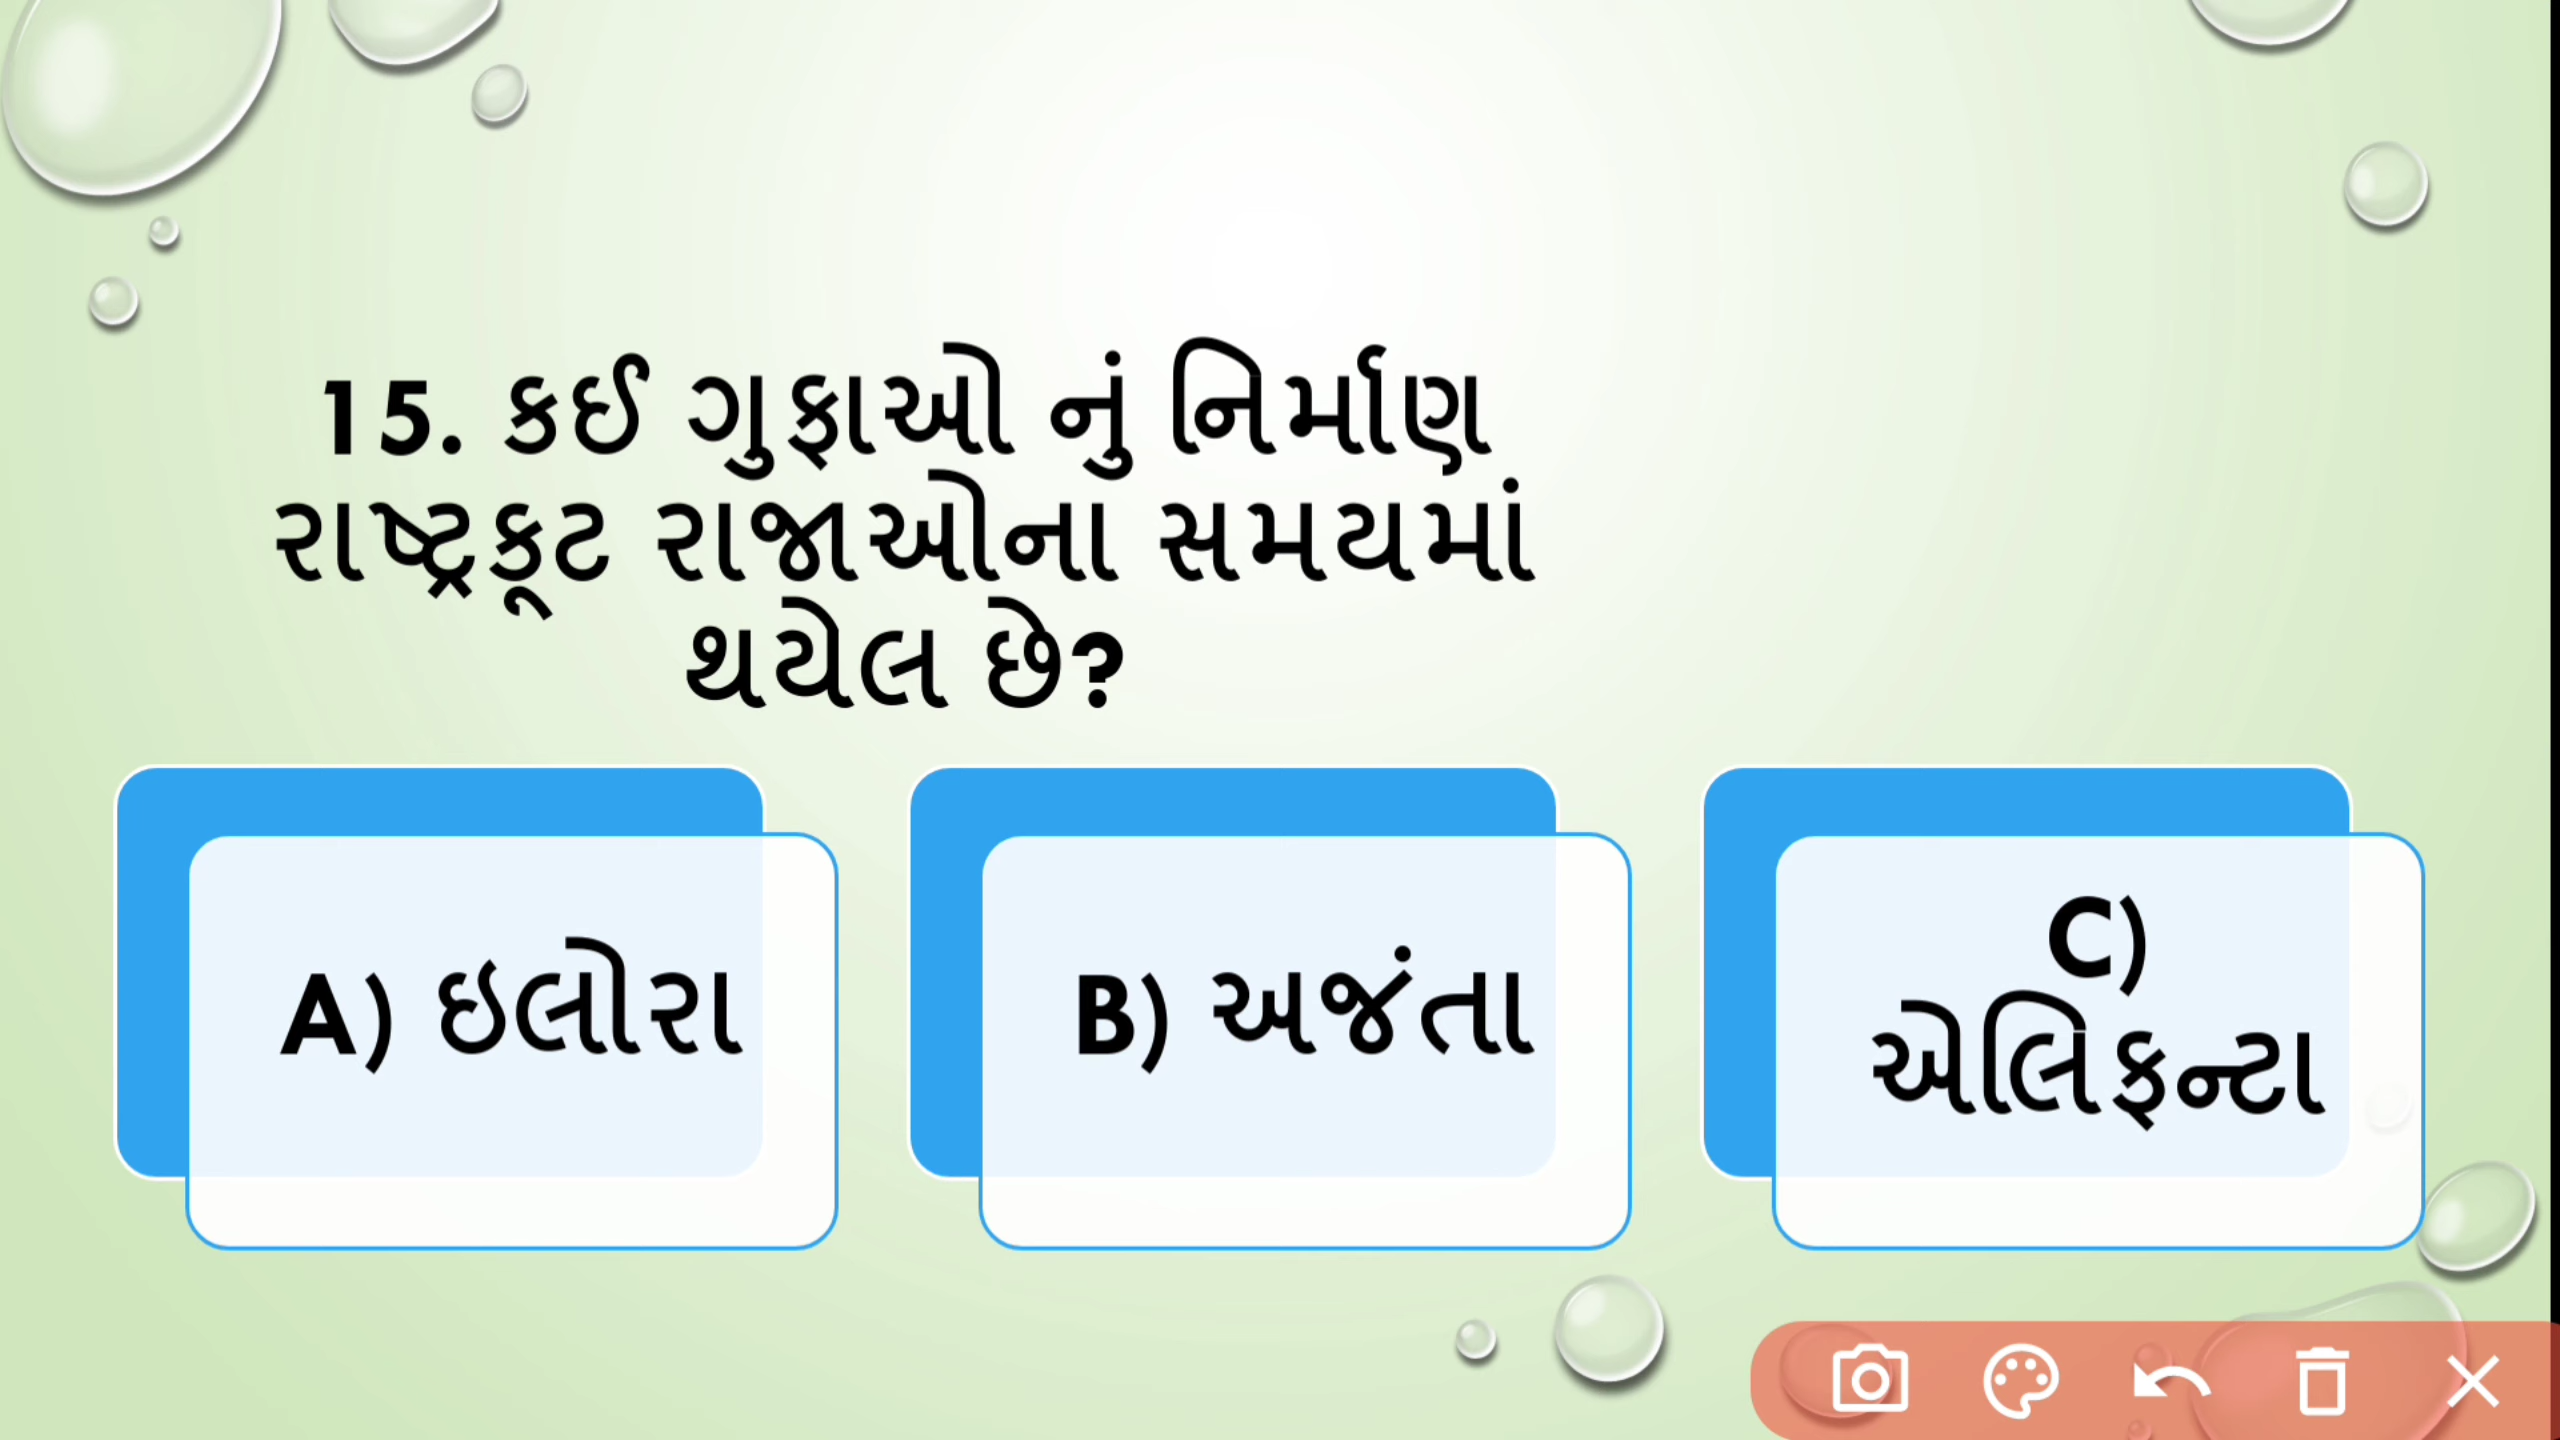 15. કઈ ગુફાઓ નું નિર્માણ
રાષ્ટ્રકૂટ રાજાઓના સમયમાં
થયેલ છે?
A) ઇલોરા
B) અજંતા
C)
એલિફન્ટા